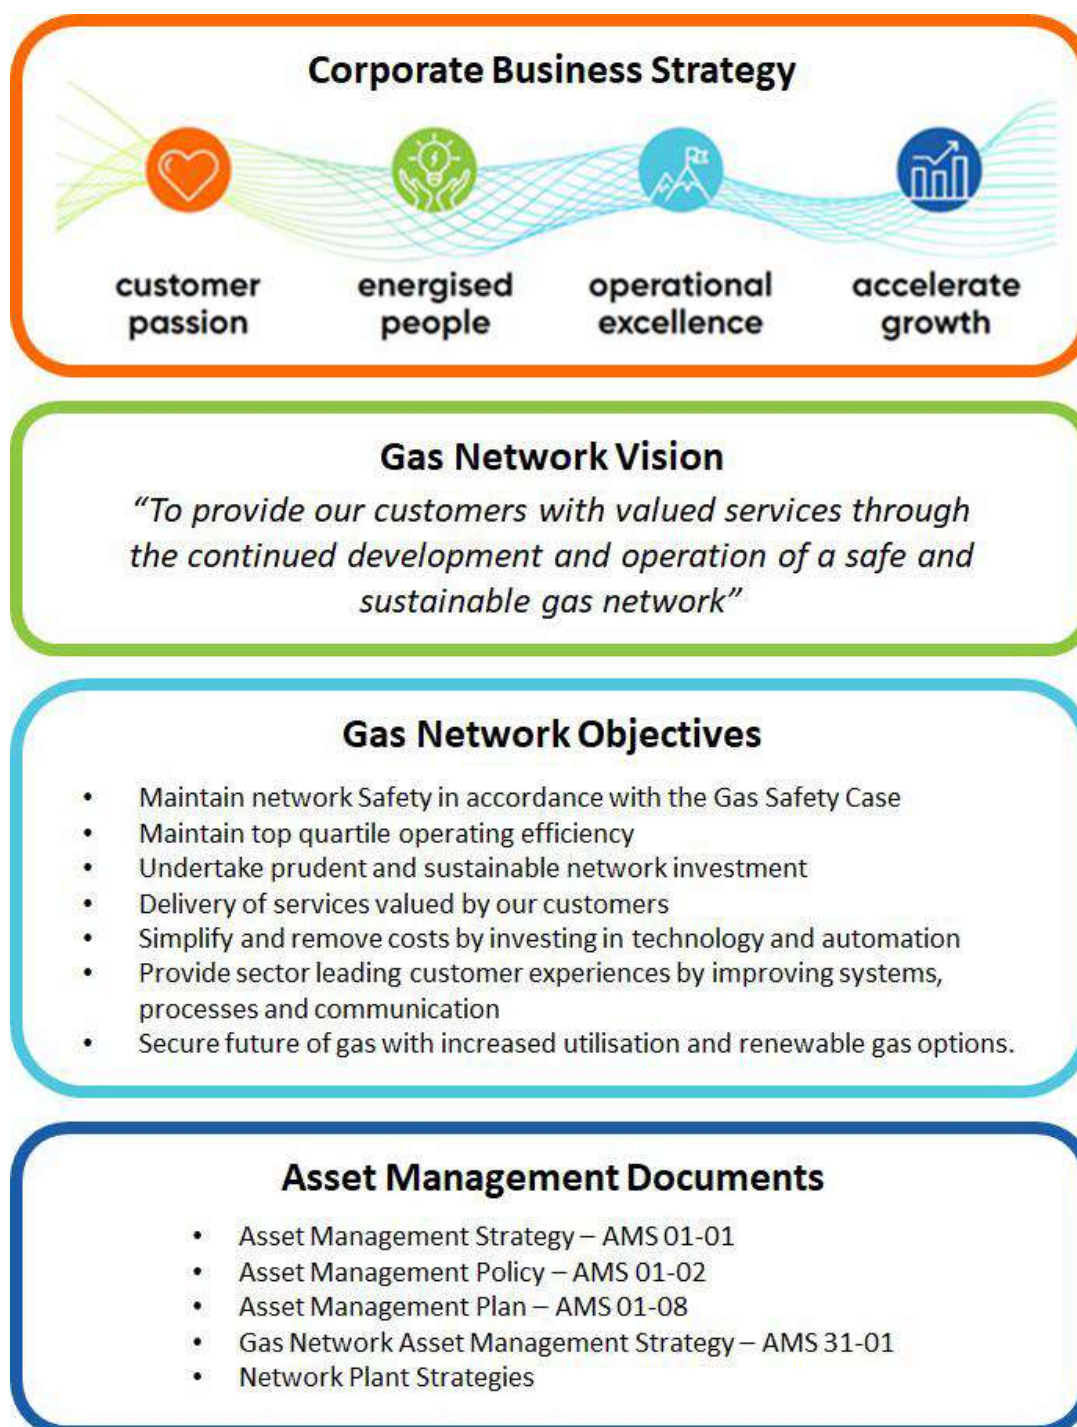 Corporate Business Strategy
customer passion
energised people
operational excellence
accelerate growth
Gas Network Vision
“To provide our customers with valued services through
the continued development and operation of a safe and
sustainable gas network”
Gas Network Objectives
• Maintain network Safety in accordance with the Gas Safety Case
• Maintain top quartile operating efficiency
• Undertake prudent and sustainable network investment
• Delivery of services valued by our customers
• Simplify and remove costs by investing in technology and automation
• Provide sector leading customer experiences by improving systems,
processes and communication
• Secure future of gas with increased utilisation and renewable gas options.
Asset Management Documents
• Asset Management Strategy – AMS 01-01
• Asset Management Policy – AMS 01-02
• Asset Management Plan – AMS 01-08
• Gas Network Asset Management Strategy – AMS 31-01
• Network Plant Strategies